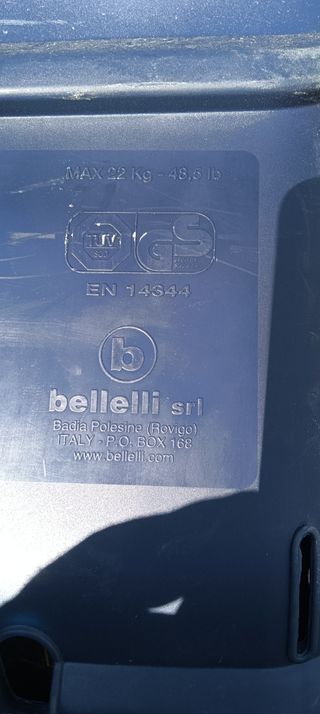 MAX 22 Kg - 48,5 lb
TÜV GS
SÜD
EN 14344
b
bellelli srl
Badia Polesine (Rovigo)
ITALY - P.O. BOX 168
www.bellelli.com